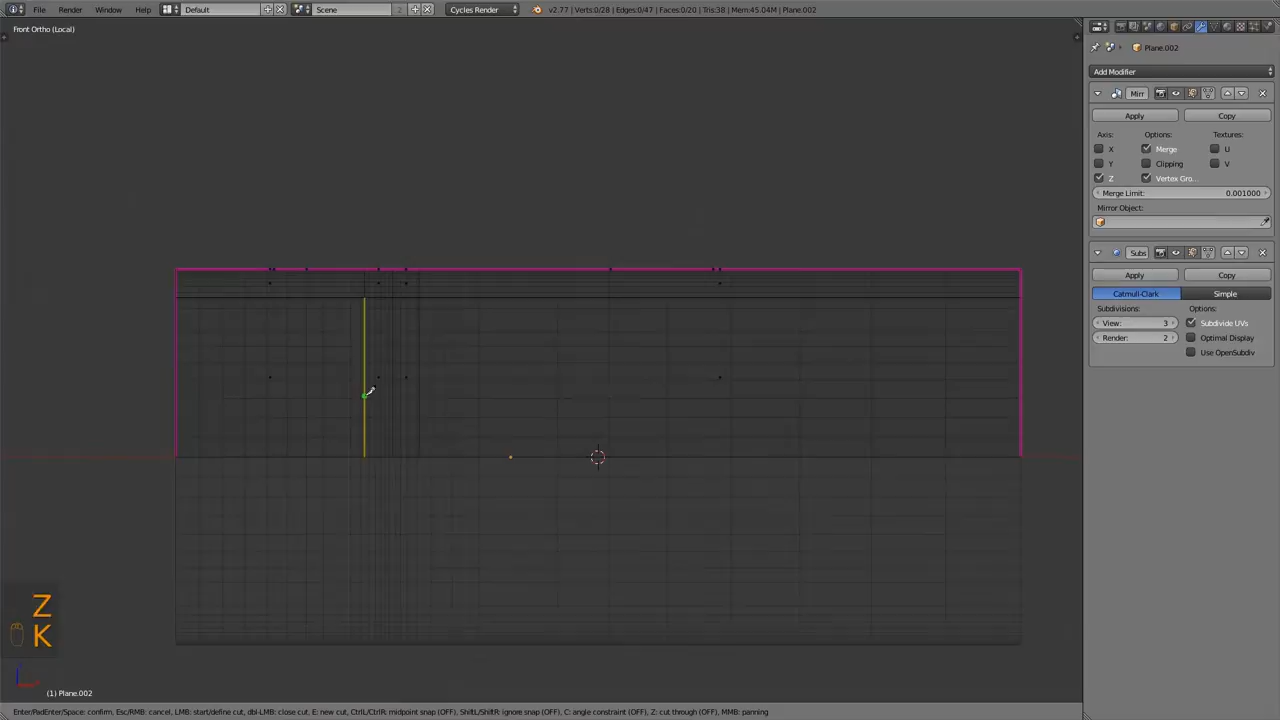 File Render Window Help Default Scene 2 Cycles Render v2.77 | Verts:0/28 | Edges:0/47 | Faces:0/20 | Tris:38 | Mem:45.04M | Plane.002
Front Ortho (Local)
Plane.002
Add Modifier
Mirr
Apply Copy
Axis: Options: Textures:
X Merge U
Y Clipping V
Z Vertex Gro...
Merge Limit: 0.001000
Mirror Object:
Subs
Apply Copy
Catmull-Clark Simple
Subdivisions: Options:
View: 3 Subdivide UVs
Render: 2 Optimal Display
Use OpenSubdiv
Z
K
(1) Plane.002
Enter/PadEnter/Space: confirm, Esc/RMB: cancel, LMB: start/define cut, dbl-LMB: close cut, E: new cut, CtrlL/CtrlR: midpoint snap (OFF), ShiftL/ShiftR: ignore snap (OFF), C: angle constraint (OFF), Z: cut through (OFF), MMB: panning